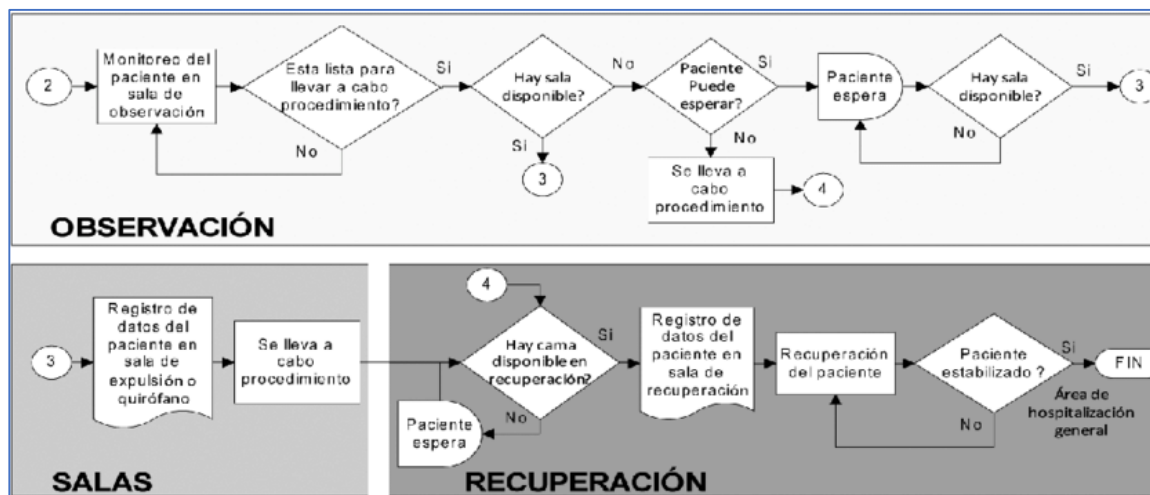 2
Monitoreo del
paciente en
sala de
observación
Esta lista para
llevar a cabo
procedimiento?
Si
No
Hay sala
disponible?
No
Si
3
Paciente
Puede
esperar?
Si
No
Se lleva a
cabo
procedimiento
4
Paciente
espera
Hay sala
disponible?
Si
No
3
OBSERVACIÓN
3
Registro de
datos del
paciente en
sala de
expulsión o
quirófano
Se lleva a
cabo
procedimiento
SALAS
4
Hay cama
disponible en
recuperación?
Si
No
Paciente
espera
Registro de
datos del
paciente en
sala de
recuperación
Recuperación
del paciente
Paciente
estabilizado ?
Si
No
FIN
Área de
hospitalización
general
RECUPERACIÓN